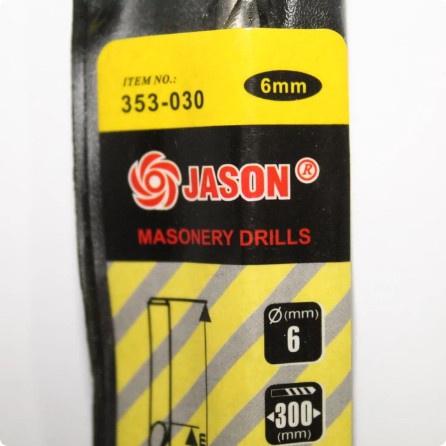 ITEM NO.:
353-030
6mm
JASON®
MASONERY DRILLS
Ø(mm)
6
300
(mm)